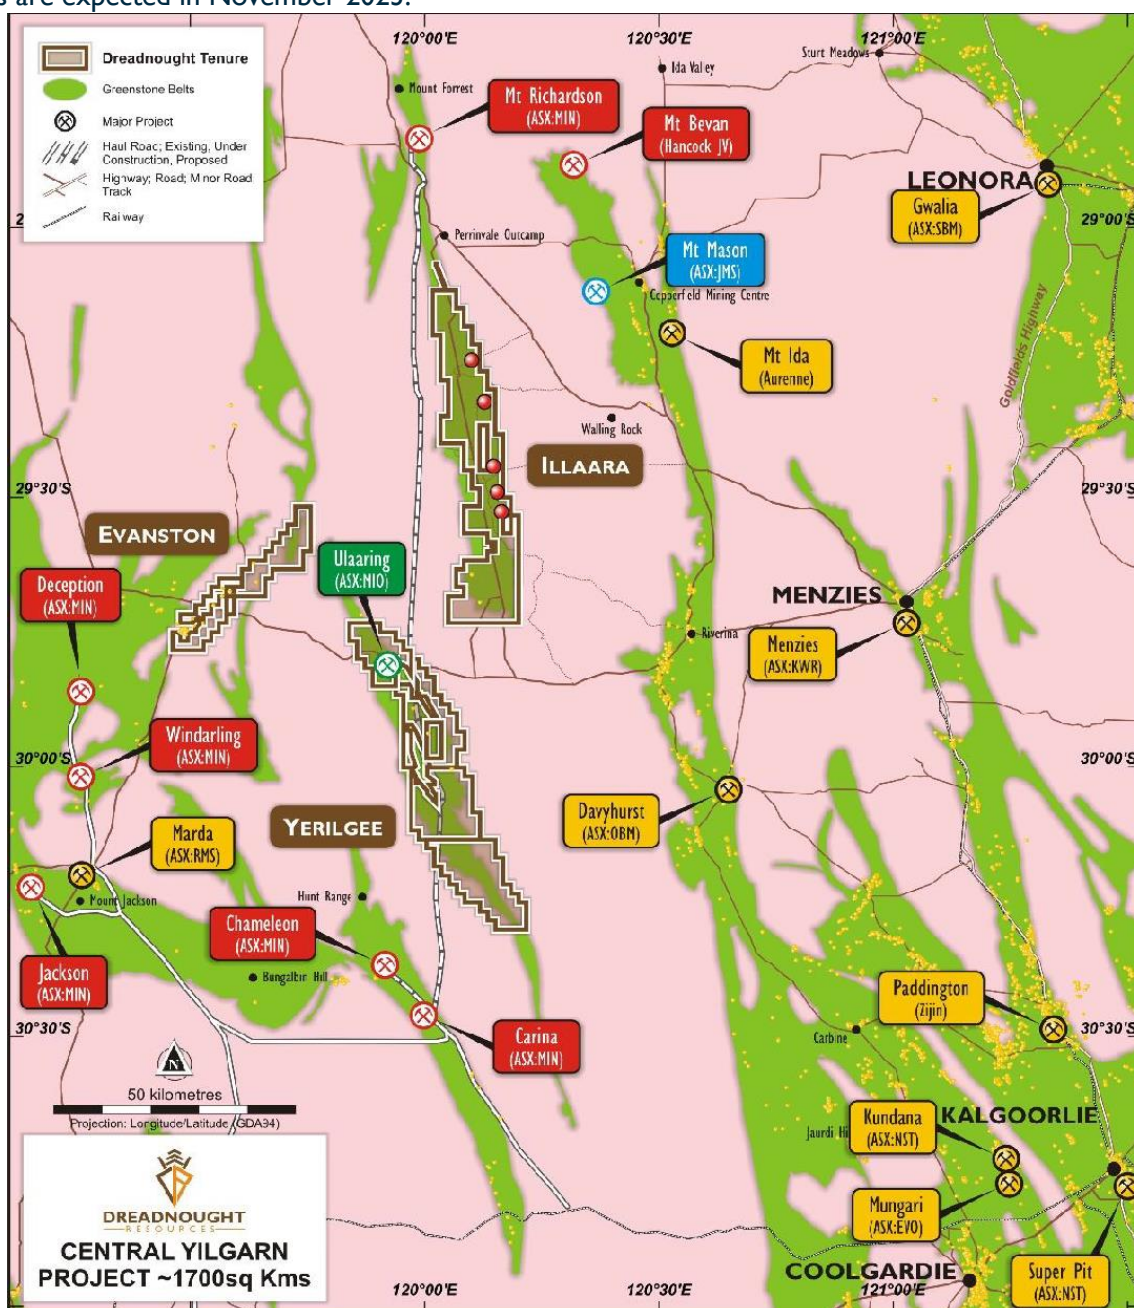 s are expected in November 2023.
120°00'E
120°30'E
121°00'E
Dreadnought Tenure
Greenstone Belts
Major Project
Haul Road; Existing, Under
Construction, Proposed
Highway; Road; Minor Road
Track
Railway
Mount Forrest
Mt Richardson
(ASX:MIN)
Ida Valley
Sturt Meadows
Mt Bevan
(Hancock JV)
LEONORA
Gwalia
(ASX:SBM)
2
29°00'S
Perrinvale Outcamp
Mt Mason
(ASX:JMS)
Copperfield Mining Centre
Goldfields Highway
Mt Ida
(Aurenne)
Walling Rock
ILLAARA
29°30'S
29°30'S
EVANSTON
Ulaaring
(ASX:MIO)
Deception
(ASX:MIN)
MENZIES
Riverina
Menzies
(ASX:KWR)
Windarling
(ASX:MIN)
30°00'S
30°00'S
Davyhurst
(ASX:OBM)
YERILGEE
Marda
(ASX:RMS)
Mount Jackson
Hunt Range
Chameleon
(ASX:MIN)
Jackson
(ASX:MIN)
Bungalbin Hill
Paddington
(Zijin)
Carina
(ASX:MIN)
30°30'S
30°30'S
Carbine
N
50 kilometres
Projection: Longitude/Latitude (GDA94)
Kundana
(ASX:NST)
KALGOORLIE
Jaurdi Hi
Mungari
(ASX:EVO)
DREADNOUGHT
RESOURCES
CENTRAL YILGARN
PROJECT ~1700sq Kms
COOLGARDIE
Super Pit
(ASX:NST)
120°00'E
120°30'E
121°00'E